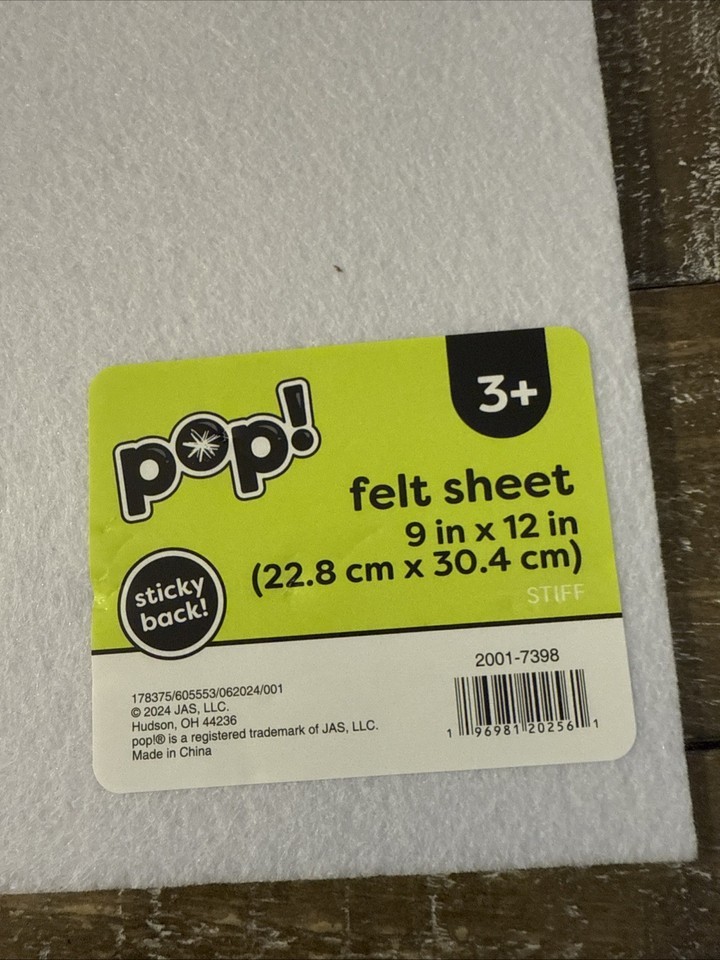 pop!
3+
felt sheet
9 in x 12 in
(22.8 cm x 30.4 cm)
STIFF
sticky
back!
2001-7398
178375/605553/062024/001
© 2024 JAS, LLC.
Hudson, OH 44236
pop!® is a registered trademark of JAS, LLC.
Made in China
1 96981 20256 1